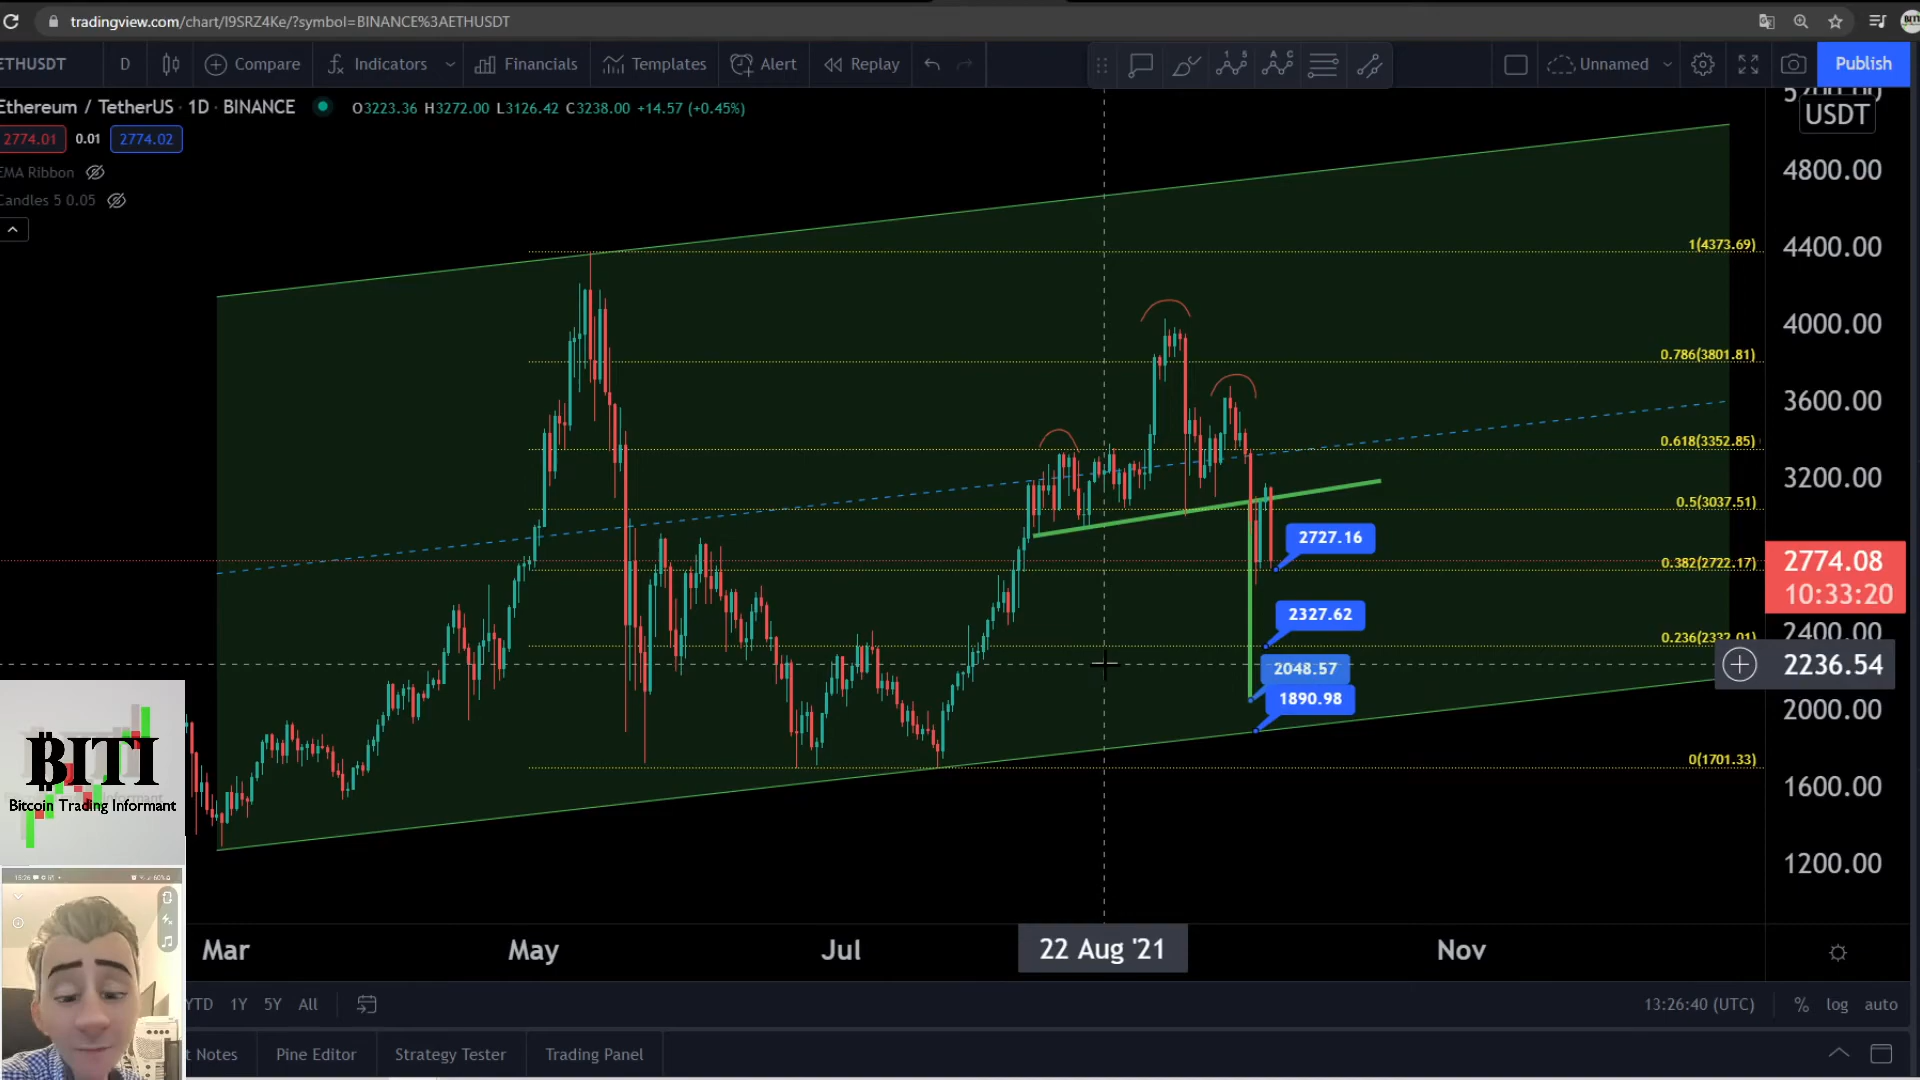 tradingview.com/chart/I9SRZ4Ke/?symbol=BINANCE%3AETHUSDT
ETHUSDT D Compare Indicators Financials Templates Alert Replay Unnamed Publish
Ethereum / TetherUS · 1D · BINANCE O3223.36 H3272.00 L3126.42 C3238.00 +14.57 (+0.45%)
USDT
2774.01 0.01 2774.02
EMA Ribbon
Candles 5 0.05
4800.00
1(4373.69)
4400.00
4000.00
0.786(3801.81)
3600.00
0.618(3352.85)
3200.00
0.5(3037.51)
2727.16
0.382(2722.17)
2774.08
10:33:20
2327.62
0.236(2332.01)
2400.00
2048.57
2236.54
1890.98
2000.00
0(1701.33)
1600.00
1200.00
BITI
Bitcoin Trading Informant
Mar May Jul 22 Aug '21 Nov
YTD 1Y 5Y All 13:26:40 (UTC) % log auto
t Notes Pine Editor Strategy Tester Trading Panel